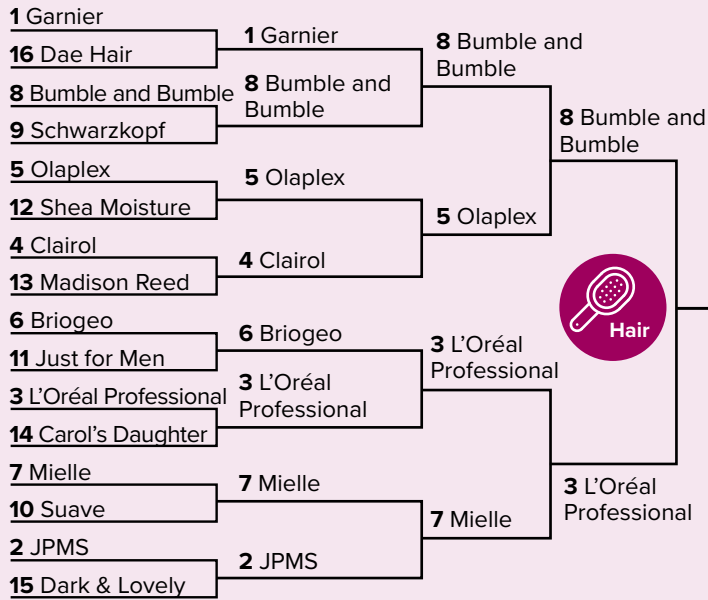 1 Garnier
16 Dae Hair
8 Bumble and Bumble
9 Schwarzkopf
5 Olaplex
12 Shea Moisture
4 Clairol
13 Madison Reed
6 Briogeo
11 Just for Men
3 L’Oréal Professional
14 Carol’s Daughter
7 Mielle
10 Suave
2 JPMS
15 Dark & Lovely
1 Garnier
8 Bumble and
Bumble
5 Olaplex
4 Clairol
6 Briogeo
3 L’Oréal
Professional
7 Mielle
2 JPMS
8 Bumble and
Bumble
5 Olaplex
3 L’Oréal
Professional
7 Mielle
8 Bumble and
Bumble
3 L’Oréal
Professional
Hair